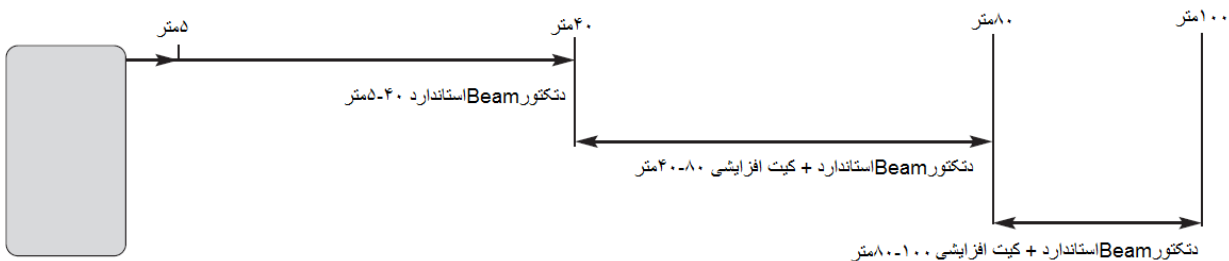 ۵متر
۴۰متر
۸۰متر
۱۰۰متر
دتکتورBeamاستاندارد ۴۰-۵متر
دتکتورBeamاستاندارد + کیت افزایشی ۸۰-۴۰متر
دتکتورBeamاستاندارد + کیت افزایشی ۱۰۰-۸۰متر